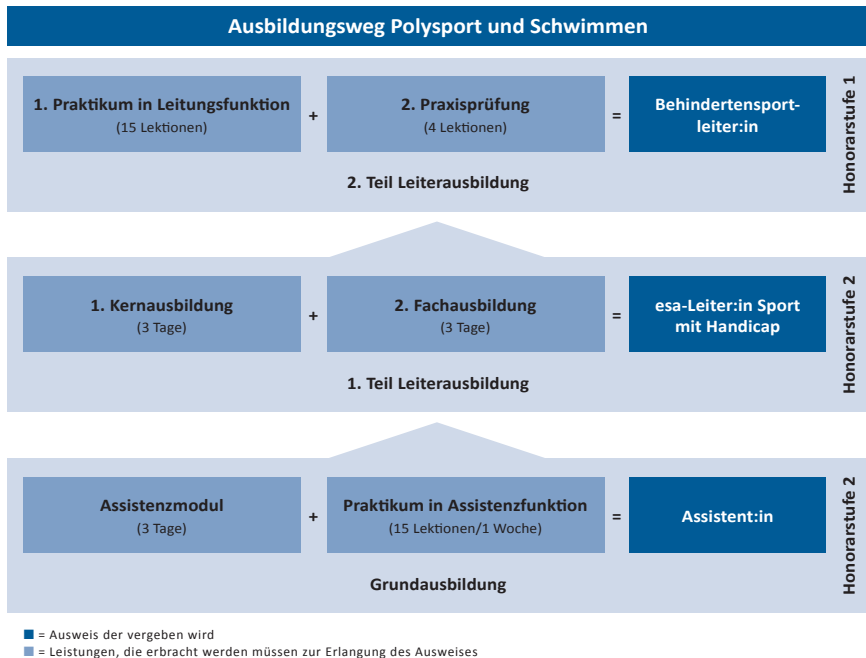 Ausbildungsweg Polysport und Schwimmen
1. Praktikum in Leitungsfunktion
(15 Lektionen)
+
2. Praxisprüfung
(4 Lektionen)
=
Behindertensport-
leiter:in
2. Teil Leiterausbildung
Honorarstufe 1
1. Kernausbildung
(3 Tage)
+
2. Fachausbildung
(3 Tage)
=
esa-Leiter:in Sport
mit Handicap
1. Teil Leiterausbildung
Honorarstufe 2
Assistenzmodul
(3 Tage)
+
Praktikum in Assistenzfunktion
(15 Lektionen/1 Woche)
=
Assistent:in
Grundausbildung
Honorarstufe 2
= Ausweis der vergeben wird
= Leistungen, die erbracht werden müssen zur Erlangung des Ausweises